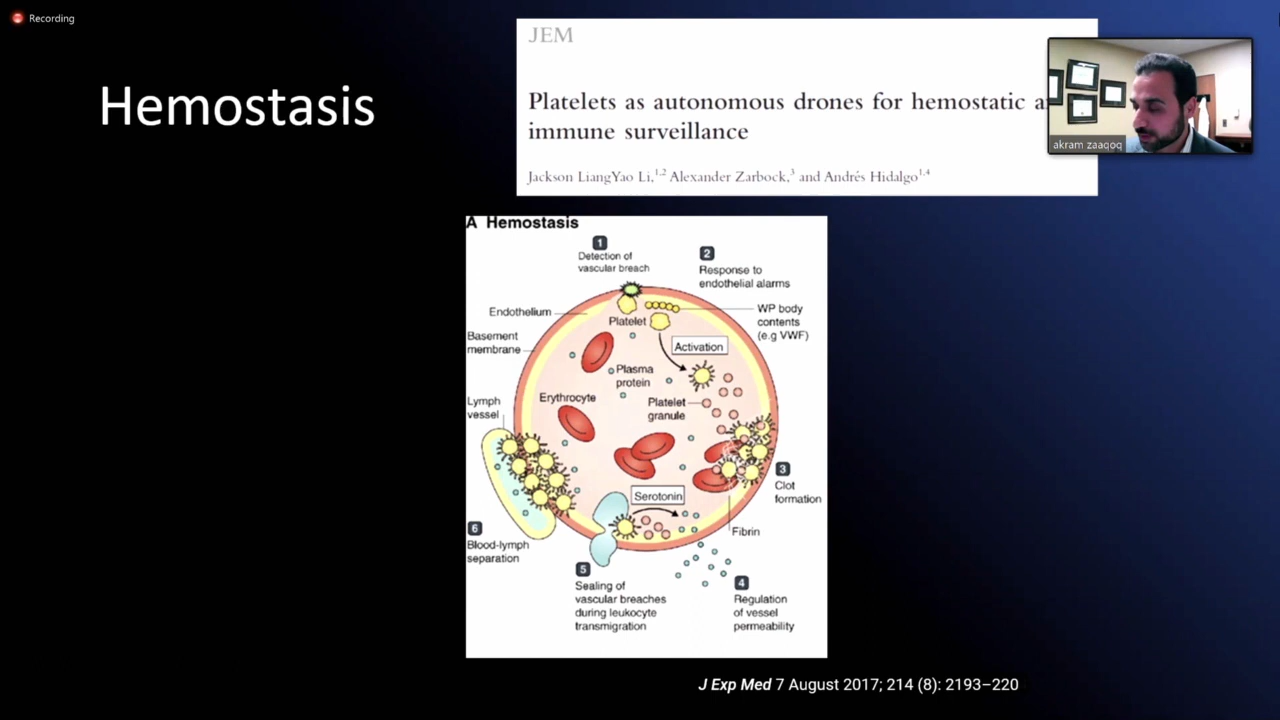 Recording
Hemostasis
JEM
Platelets as autonomous drones for hemostatic
immune surveillance
Jackson LiangYao Li,1,2 Alexander Zarbock,3 and Andrés Hidalgo1,4
akram zaaqoq
A Hemostasis
1
Detection of
vascular breach
2
Response to
endothelial alarms
Endothelium
Platelet
WP body
contents
(e.g VWF)
Basement
membrane
Activation
Plasma
protein
Erythrocyte
Platelet
granule
Lymph
vessel
3
Clot
formation
Serotonin
Fibrin
6
Blood-lymph
separation
5
Sealing of
vascular breaches
during leukocyte
transmigration
4
Regulation
of vessel
permeability
J Exp Med 7 August 2017; 214 (8): 2193–220